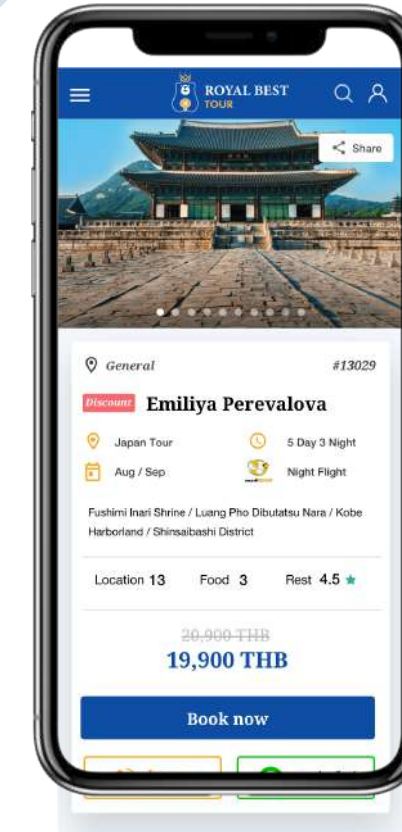 ROYAL BEST
TOUR
Share
General
#13029
Discount Emiliya Perevalova
Japan Tour
5 Day 3 Night
Aug / Sep
Night Flight
Fushimi Inari Shrine / Luang Pho Dibutatsu Nara / Kobe
Harborland / Shinsaibashi District
Location 13 Food 3 Rest 4.5
20,900 THB
19,900 THB
Book now